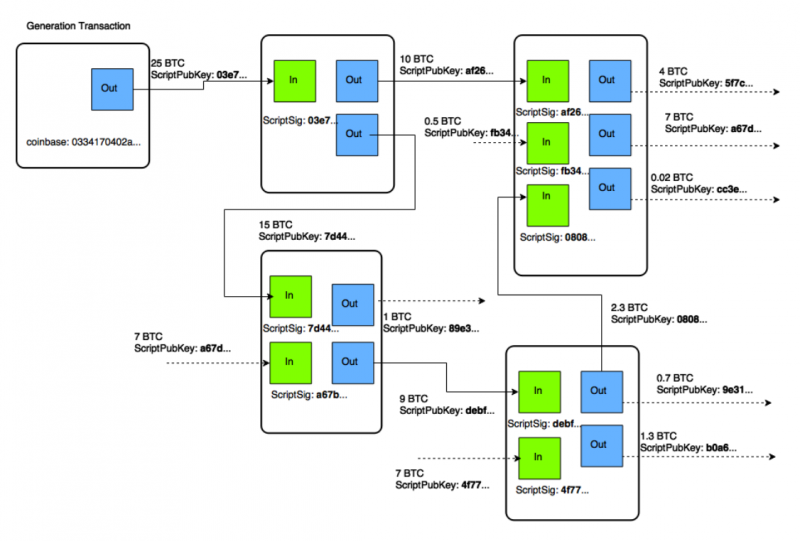 Generation Transaction
Out
coinbase: 0334170402a...
25 BTC
ScriptPubKey: 03e7...
In
Out
ScriptSig: 03e7...
Out
10 BTC
ScriptPubKey: af26...
0.5 BTC
ScriptPubKey: fb34...
In
Out
ScriptSig: af26...
In
Out
ScriptSig: fb34...
In
Out
ScriptSig: 0808...
4 BTC
ScriptPubKey: 5f7c...
7 BTC
ScriptPubKey: a67d...
0.02 BTC
ScriptPubKey: cc3e...
15 BTC
ScriptPubKey: 7d44...
In
Out
ScriptSig: 7d44...
In
Out
ScriptSig: a67b...
7 BTC
ScriptPubKey: a67d...
1 BTC
ScriptPubKey: 89e3...
9 BTC
ScriptPubKey: debf...
2.3 BTC
ScriptPubKey: 0808...
In
Out
ScriptSig: debf...
In
Out
ScriptSig: 4f77...
7 BTC
ScriptPubKey: 4f77...
0.7 BTC
ScriptPubKey: 9e31...
1.3 BTC
ScriptPubKey: b0a6...